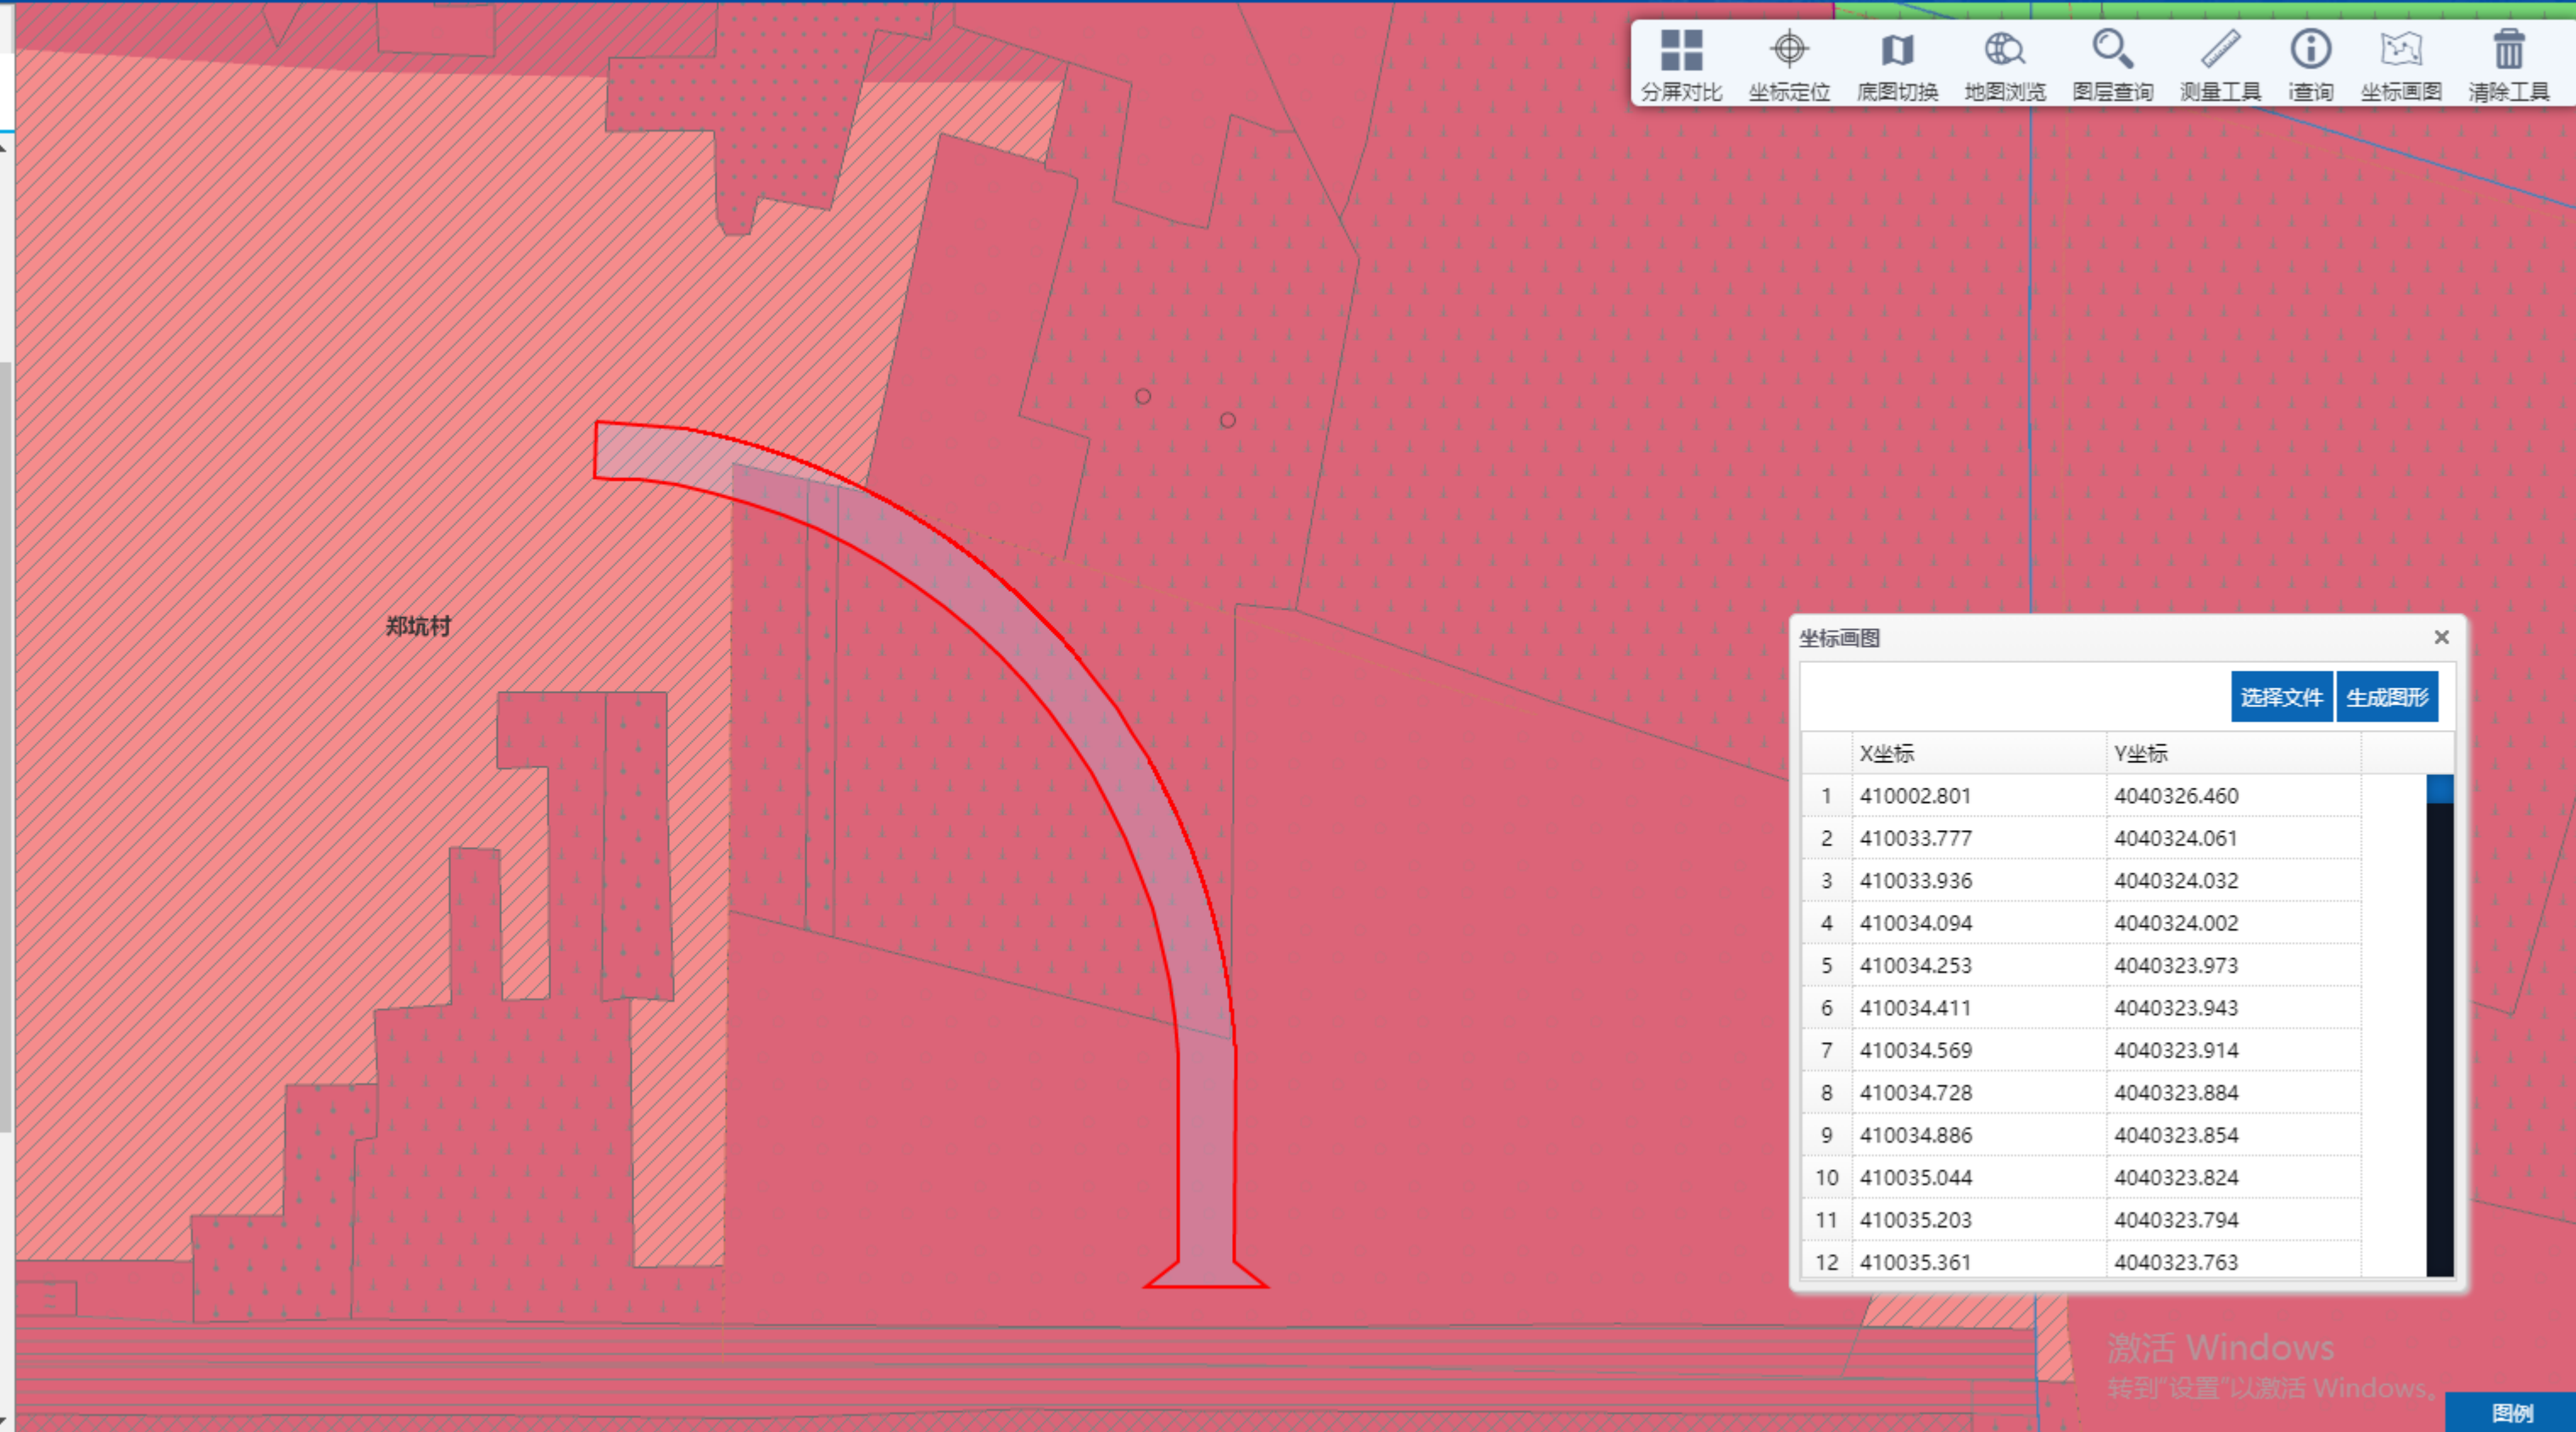 分屏对比 坐标定位 底图切换 地图浏览 图层查询 测量工具 i查询 坐标画图 清除工具
郑坑村
坐标画图
选择文件 生成图形
X坐标 Y坐标
1 410002.801 4040326.460
2 410033.777 4040324.061
3 410033.936 4040324.032
4 410034.094 4040324.002
5 410034.253 4040323.973
6 410034.411 4040323.943
7 410034.569 4040323.914
8 410034.728 4040323.884
9 410034.886 4040323.854
10 410035.044 4040323.824
11 410035.203 4040323.794
12 410035.361 4040323.763
激活 Windows
转到“设置”以激活 Windows。
图例